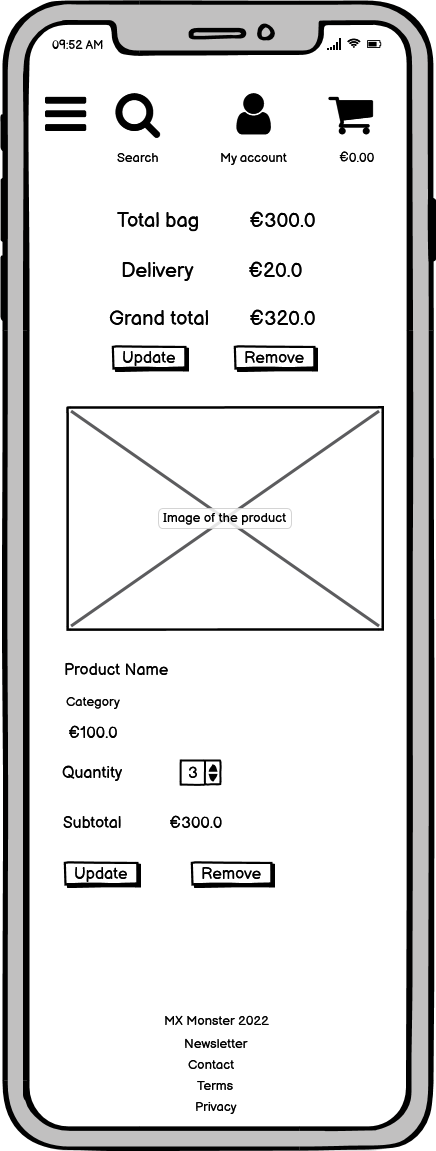 09:52 AM
Search My account €0.00
Total bag €300.0
Delivery €20.0
Grand total €320.0
Update Remove
Image of the product
Product Name
Category
€100.0
Quantity 3
Subtotal €300.0
Update Remove
MX Monster 2022
Newsletter
Contact
Terms
Privacy